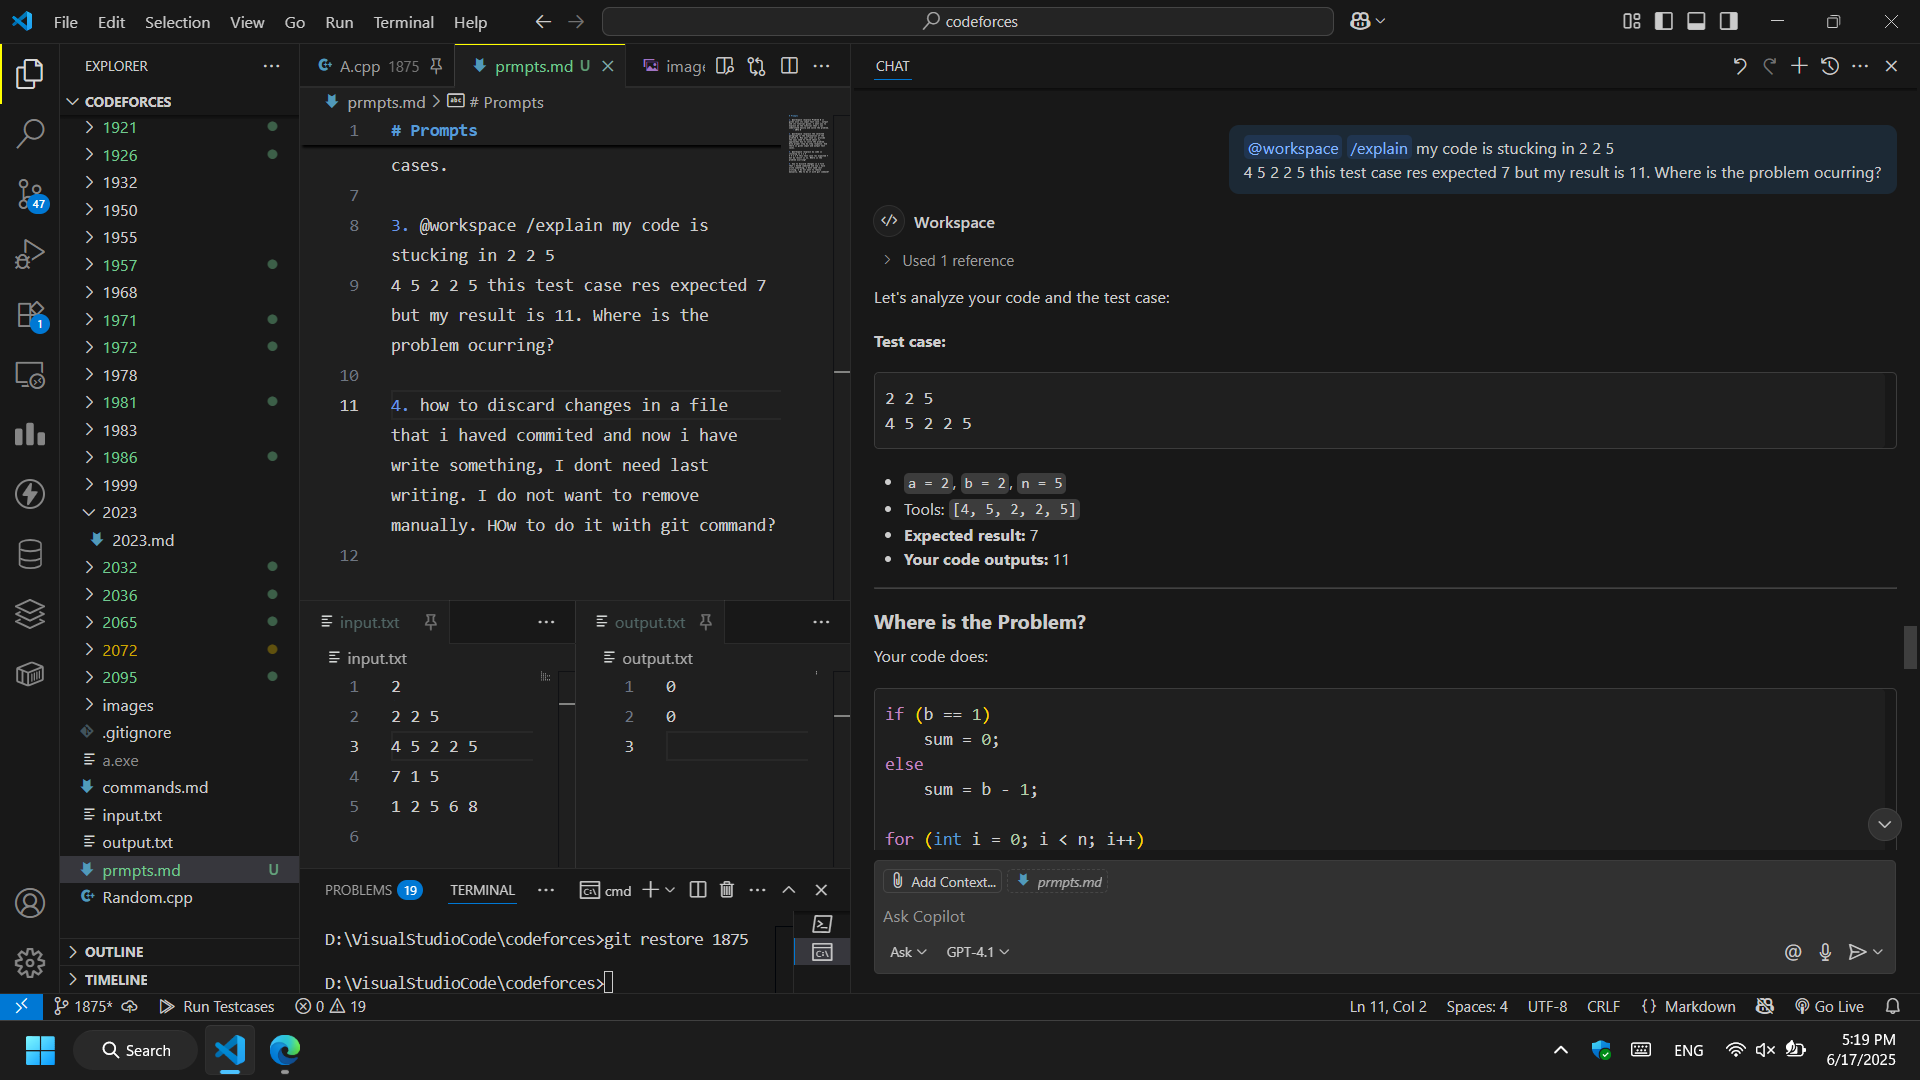 File Edit Selection View Go Run Terminal Help
codeforces
EXPLORER
CODEFORCES
1921
1926
1932
1950
1955
1957
1968
1971
1972
1978
1981
1983
1986
1999
2023
2023.md
2032
2036
2065
2072
2095
images
.gitignore
a.exe
commands.md
input.txt
output.txt
prmpts.md U
Random.cpp
OUTLINE
TIMELINE
47
1
A.cpp 1875
prmpts.md U
image
prmpts.md > # Prompts
1 # Prompts
cases.
7
8 3. @workspace /explain my code is
stucking in 2 2 5
9 4 5 2 2 5 this test case res expected 7
but my result is 11. Where is the
problem ocurring?
10
11 4. how to discard changes in a file
that i haved commited and now i have
write something, I dont need last
writing. I do not want to remove
manually. HOw to do it with git command?
12
input.txt
input.txt
1 2
2 2 2 5
3 4 5 2 2 5
4 7 1 5
5 1 2 5 6 8
6
output.txt
output.txt
1 0
2 0
3
PROBLEMS 19 TERMINAL cmd
D:\VisualStudioCode\codeforces>git restore 1875
D:\VisualStudioCode\codeforces>
CHAT
@workspace /explain my code is stucking in 2 2 5
4 5 2 2 5 this test case res expected 7 but my result is 11. Where is the problem ocurring?
Workspace
Used 1 reference
Let's analyze your code and the test case:
Test case:
2 2 5
4 5 2 2 5
a = 2, b = 2, n = 5
Tools: [4, 5, 2, 2, 5]
Expected result: 7
Your code outputs: 11
Where is the Problem?
Your code does:
if (b == 1)
sum = 0;
else
sum = b - 1;
for (int i = 0; i < n; i++)
Add Context... prmpts.md
Ask Copilot
Ask GPT-4.1
1875* Run Testcases 0 19
Ln 11, Col 2 Spaces: 4 UTF-8 CRLF {} Markdown Go Live
Search
ENG
5:19 PM
6/17/2025